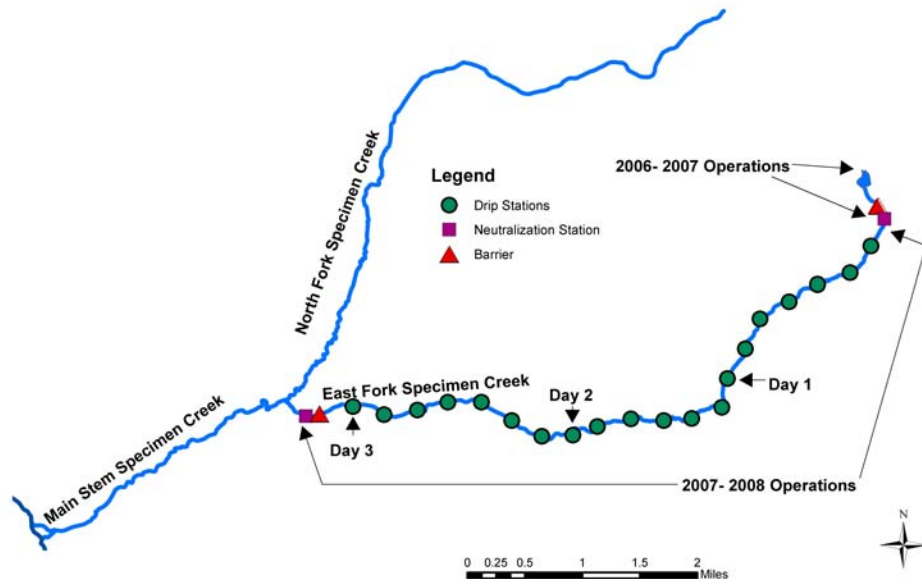 North Fork Specimen Creek
2006- 2007 Operations
Legend
Drip Stations
Neutralization Station
Barrier
East Fork Specimen Creek
Day 1
Day 2
Day 3
Main Stem Specimen Creek
2007- 2008 Operations
N
0 0.25 0.5 1 1.5 2
Miles